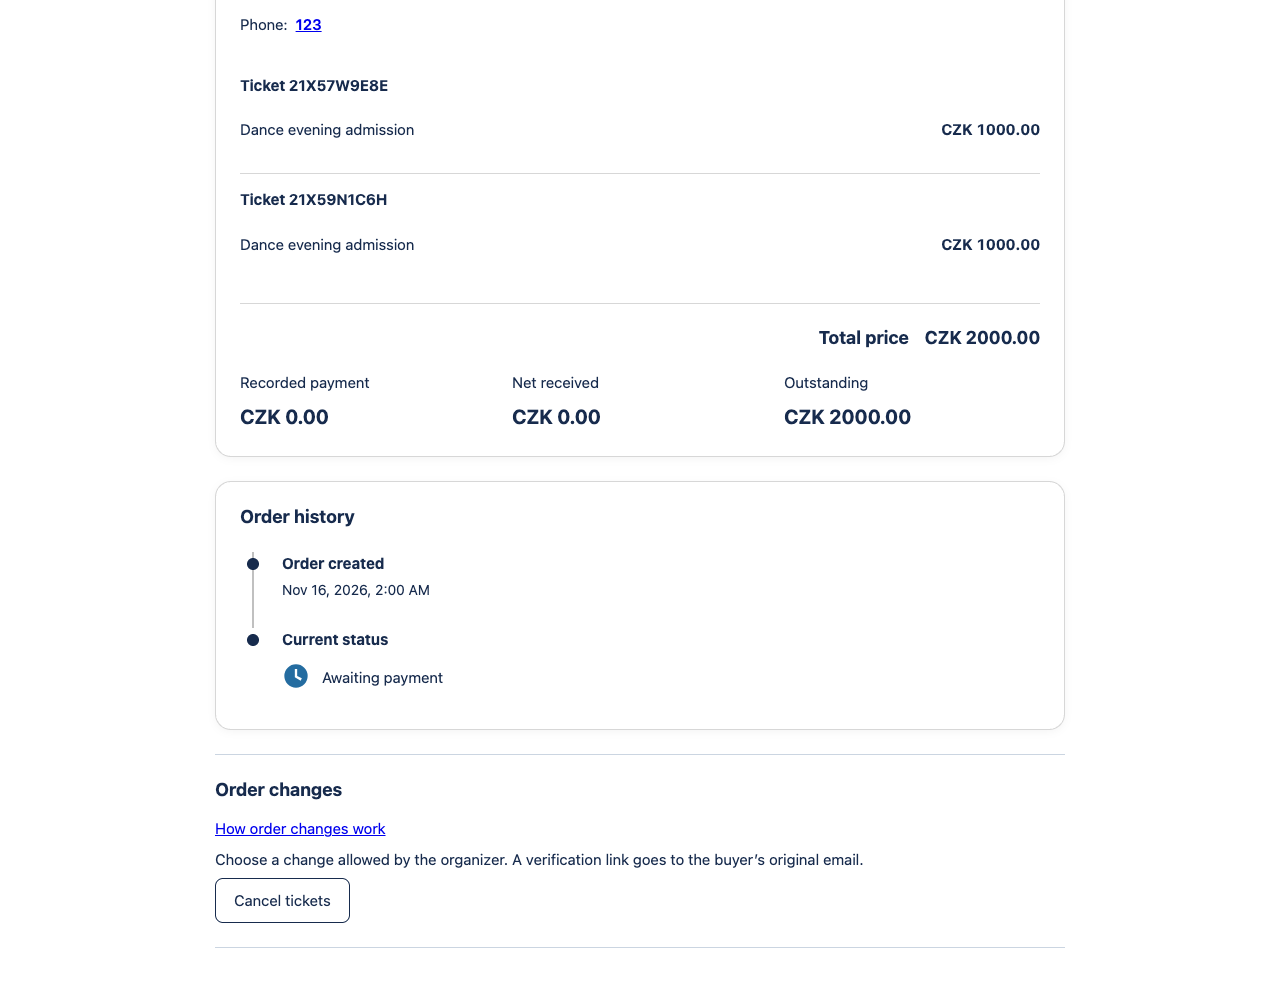 Phone: 123
Ticket 21X57W9E8E
Dance evening admission CZK 1000.00
Ticket 21X59N1C6H
Dance evening admission CZK 1000.00
Total price CZK 2000.00
Recorded payment Net received Outstanding
CZK 0.00 CZK 0.00 CZK 2000.00
Order history
Order created
Nov 16, 2026, 2:00 AM
Current status
Awaiting payment
Order changes
How order changes work
Choose a change allowed by the organizer. A verification link goes to the buyer’s original email.
Cancel tickets